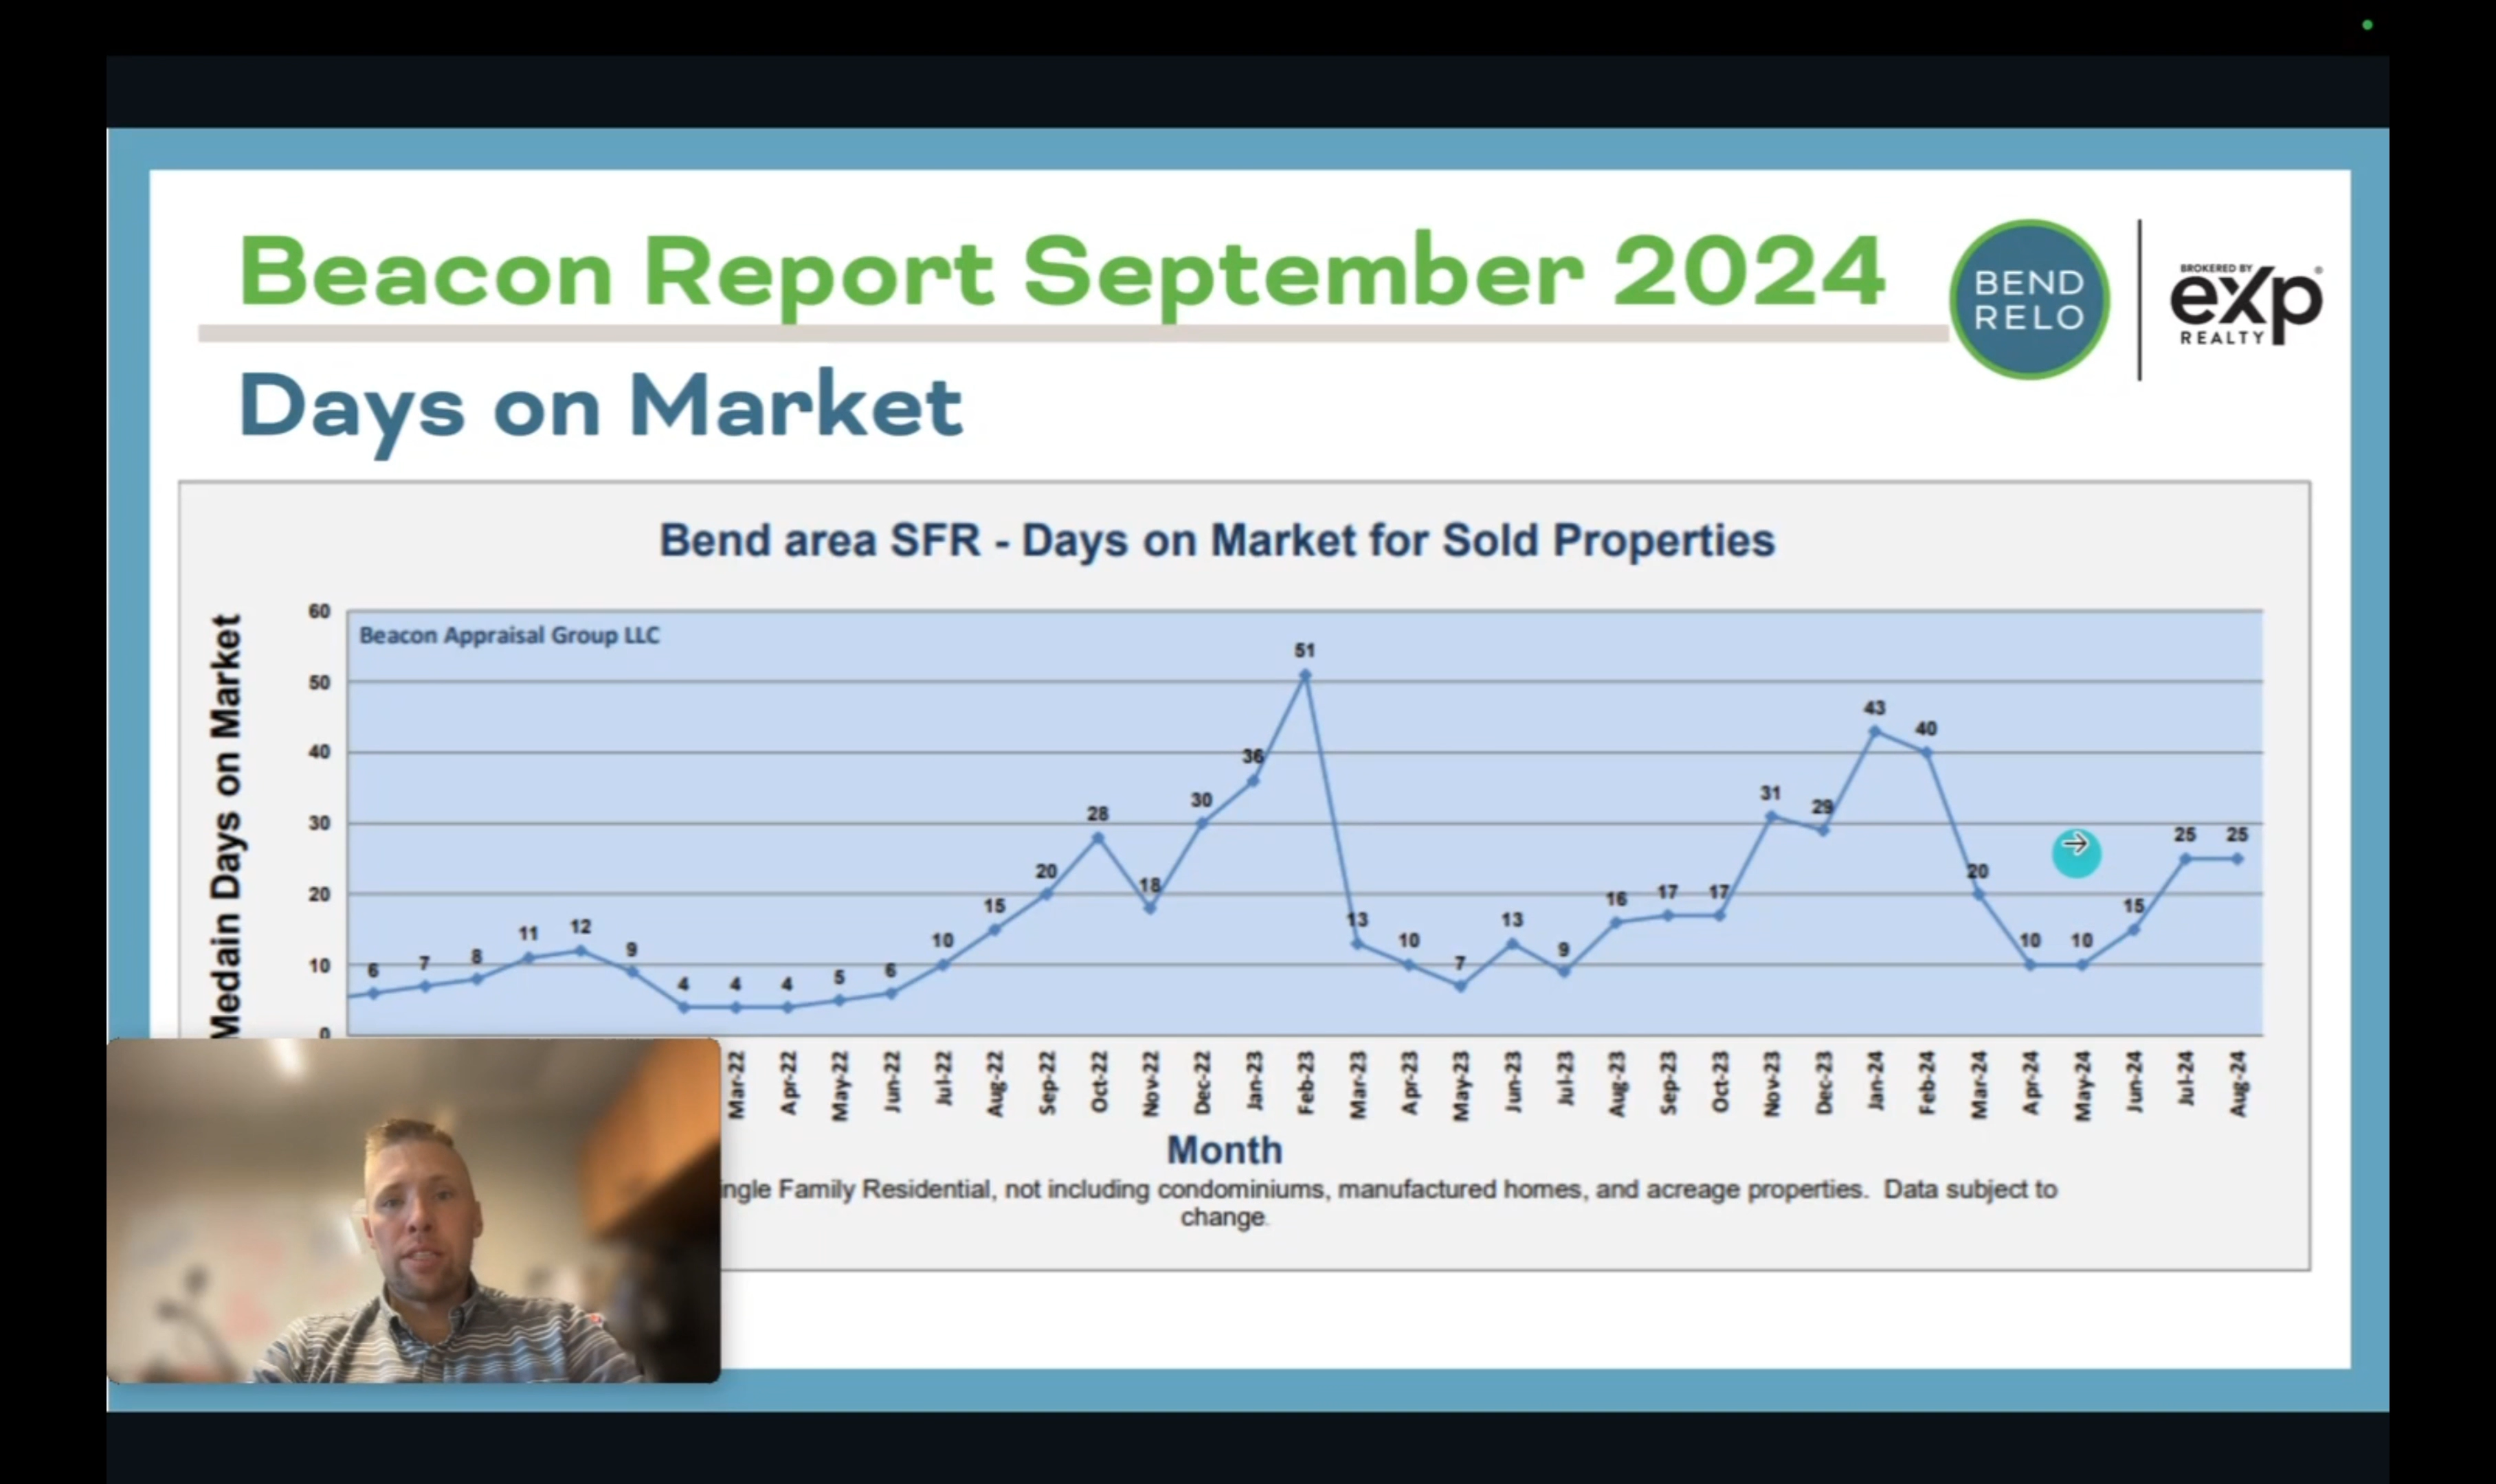 Beacon Report September 2024
BEND
RELO
BROKERED BY
eXp®
REALTY
Days on Market
Bend area SFR - Days on Market for Sold Properties
Medain Days on Market
60
50
40
30
20
10
0
Beacon Appraisal Group LLC
6 7 8 11 12 9 4 4 4 5 6 10 15 20 28 18 30 36 51 13 10 7 13 9 16 17 17 31 29 43 40 20 10 10 15 25 25
Mar-22 Apr-22 May-22 Jun-22 Jul-22 Aug-22 Sep-22 Oct-22 Nov-22 Dec-22 Jan-23 Feb-23 Mar-23 Apr-23 May-23 Jun-23 Jul-23 Aug-23 Sep-23 Oct-23 Nov-23 Dec-23 Jan-24 Feb-24 Mar-24 Apr-24 May-24 Jun-24 Jul-24 Aug-24
Month
ingle Family Residential, not including condominiums, manufactured homes, and acreage properties. Data subject to
change.